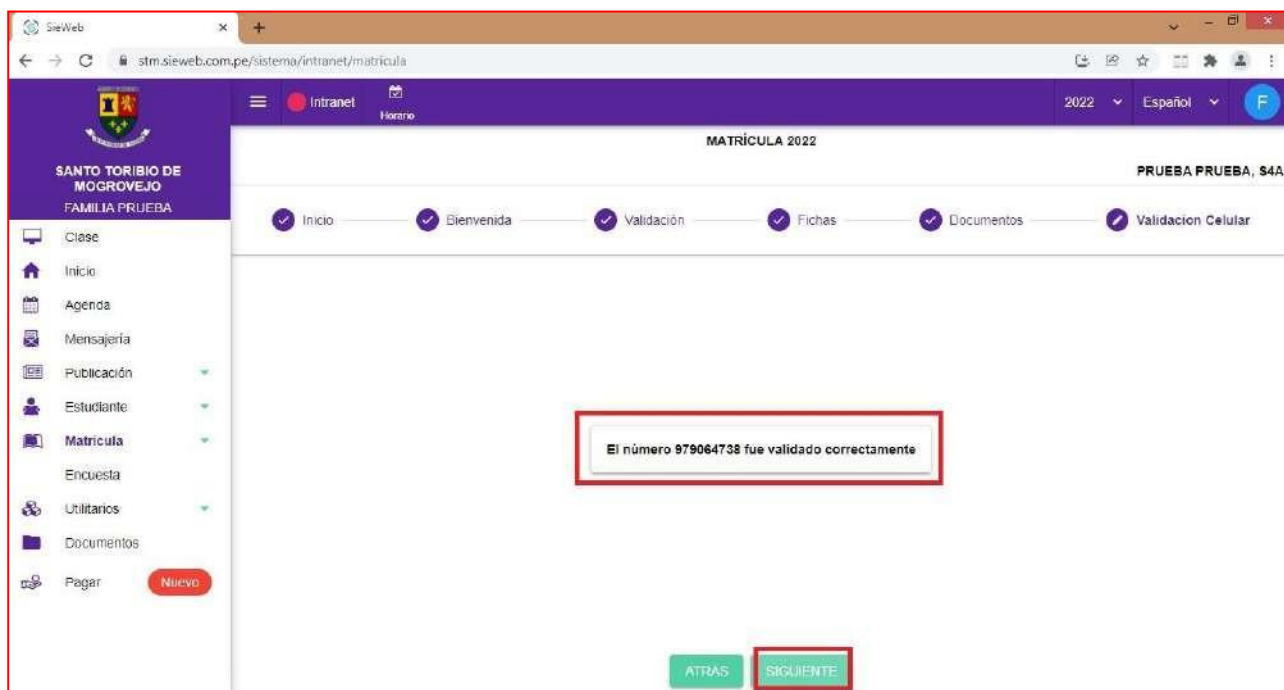 SieWeb
stm.sieweb.com.pe/sistema/intranet/matricula
Intranet
Horario
2022
Español
F
SANTO TORIBIO DE
MOGROVEJO
FAMILIA PRUEBA
MATRÍCULA 2022
PRUEBA PRUEBA, S4A
Inicio
Bienvenida
Validación
Fichas
Documentos
Validacion Celular
Clase
Inicio
Agenda
Mensajería
Publicación
Estudiante
Matricula
Encuesta
Utilitarios
Documentos
Pagar Nuevo
El número 979064738 fue validado correctamente
ATRAS
SIGUIENTE